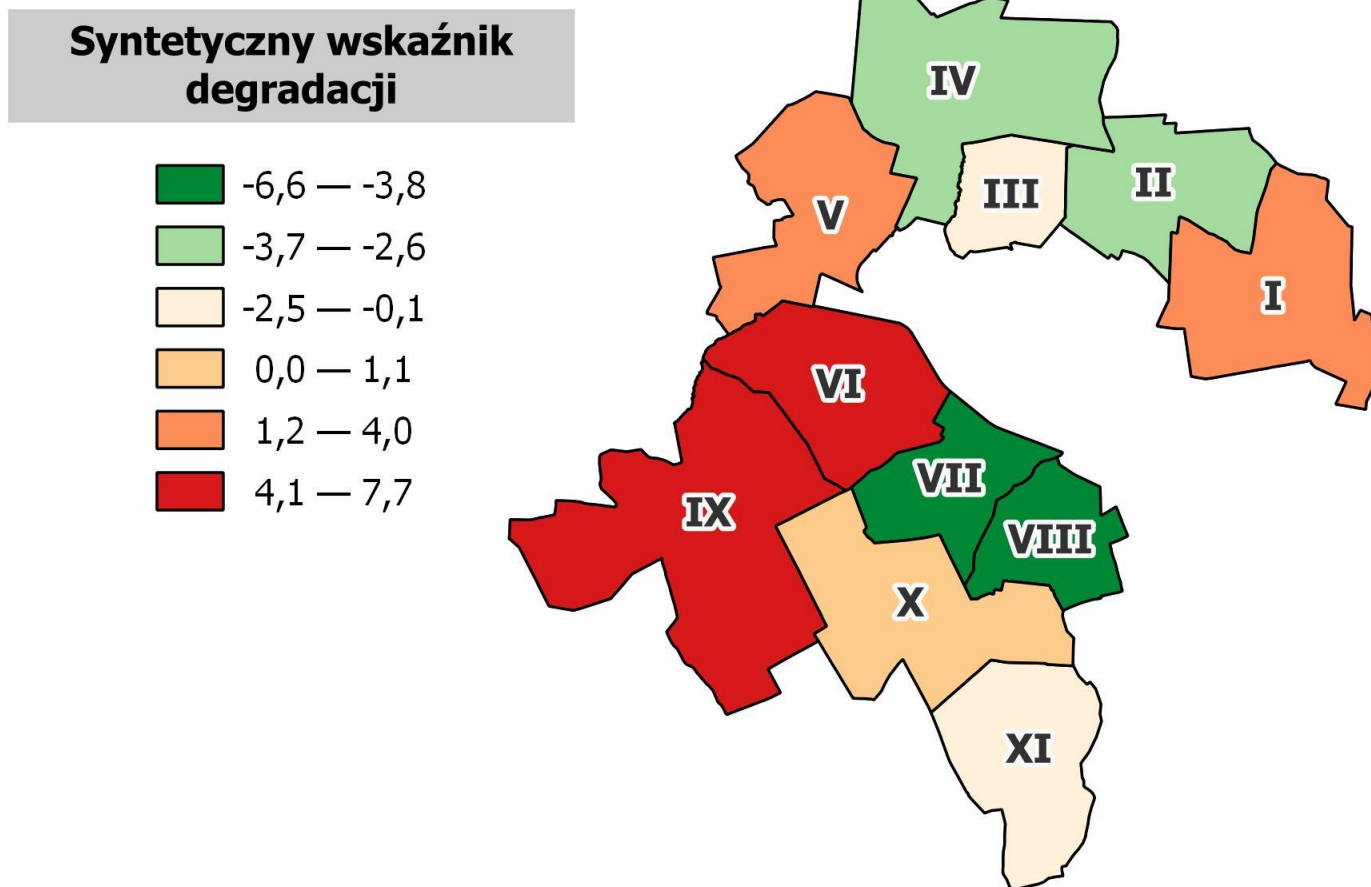 Syntetyczny wskaźnik
degradacji
-6,6 — -3,8
-3,7 — -2,6
-2,5 — -0,1
0,0 — 1,1
1,2 — 4,0
4,1 — 7,7
IV
III
II
V
I
VI
VII
IX
VIII
X
XI